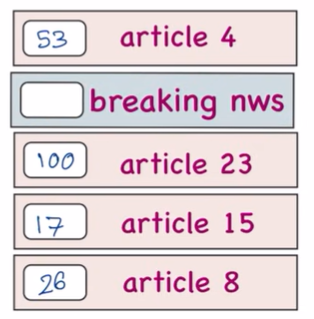 53 article 4
breaking nws
100 article 23
17 article 15
26 article 8